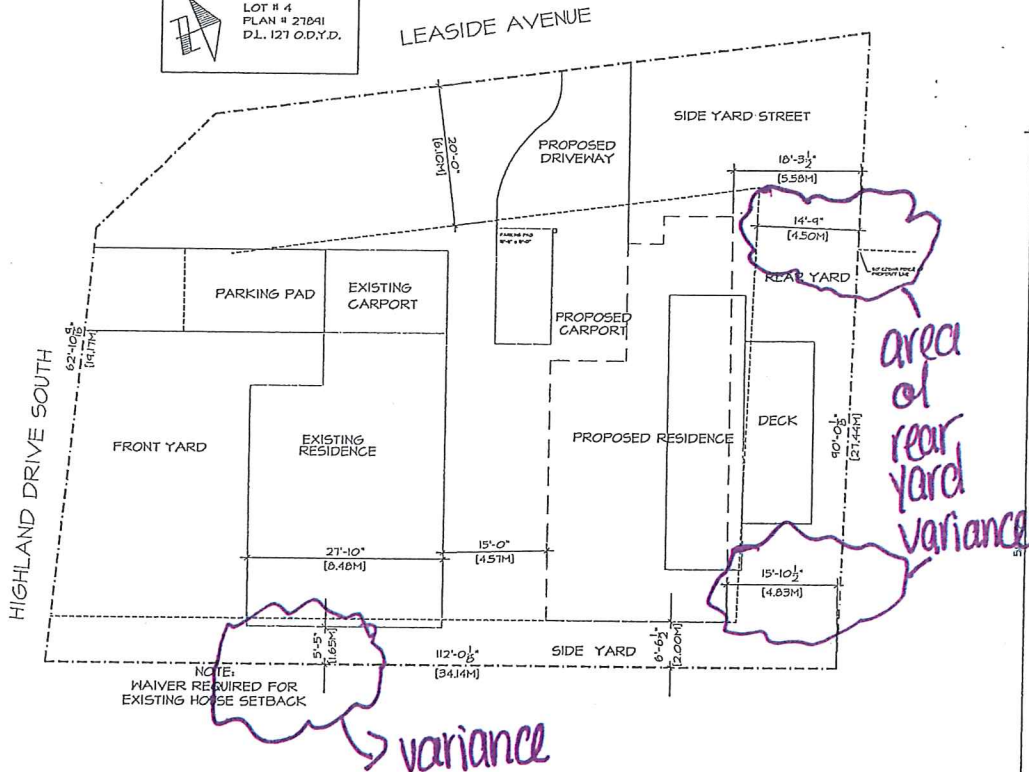 LOT # 4
PLAN # 27841
D.L. 127 O.D.Y.D.
LEASIDE AVENUE
SIDE YARD STREET
PROPOSED
DRIVEWAY
20'-0"
[6.10M]
18'-3½"
[5.58M]
14'-9"
[4.50M]
REAR YARD
PARKING PAD
EXISTING
CARPORT
PROPOSED
CARPORT
area
of
rear
yard
variance
62'-10
[19.17M]
HIGHLAND DRIVE SOUTH
FRONT YARD
EXISTING
RESIDENCE
PROPOSED RESIDENCE
DECK
90'-0⅛"
[27.44M]
27'-10"
[8.48M]
15'-0"
[4.57M]
15'-10½"
[4.83M]
5'-5"
[1.65M]
112'-0⅛"
[34.14M]
SIDE YARD
6'-6½"
[2.00M]
NOTE:
WAIVER REQUIRED FOR
EXISTING HOUSE SETBACK
variance